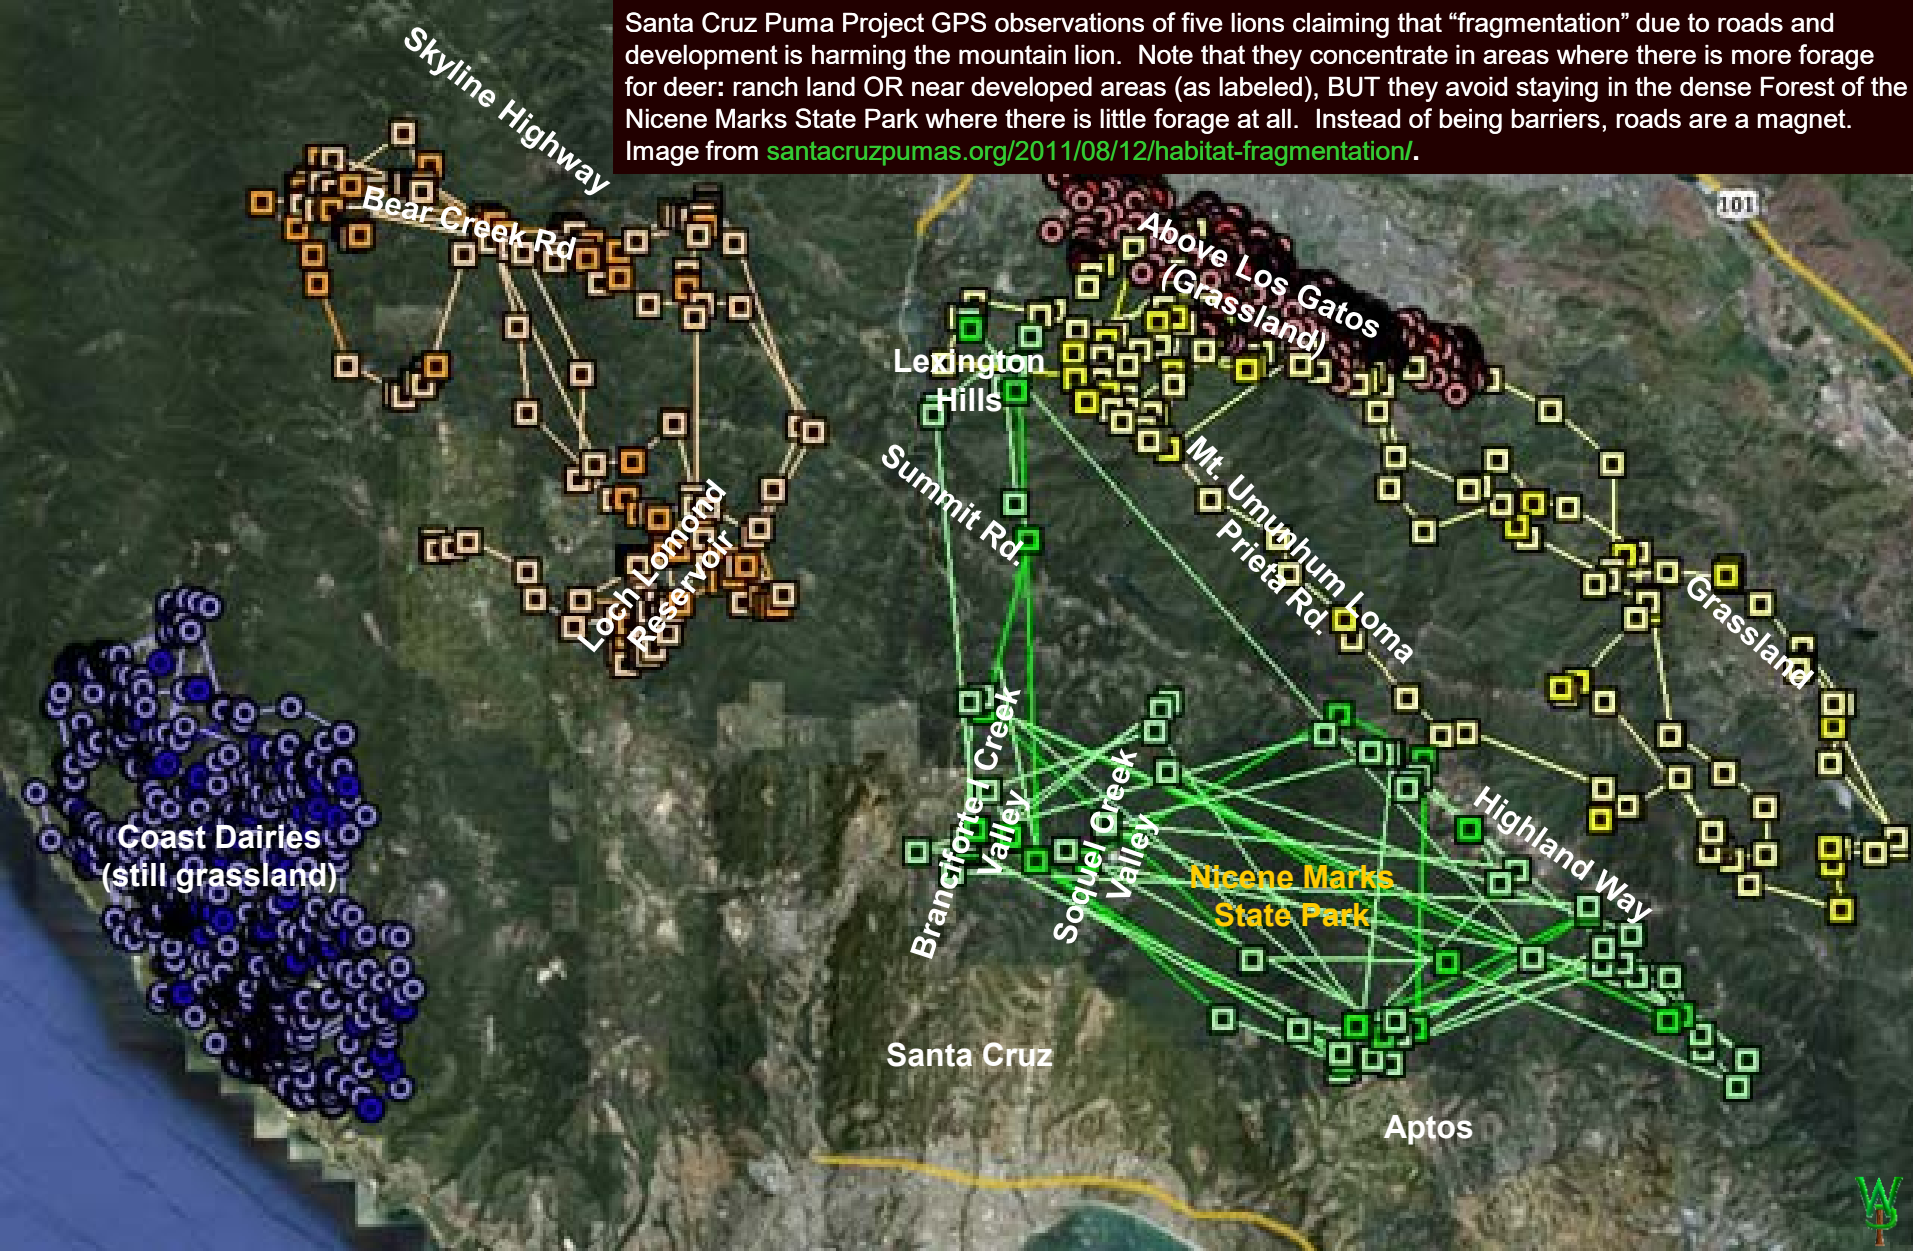 Santa Cruz Puma Project GPS observations of five lions claiming that “fragmentation” due to roads and
development is harming the mountain lion.  Note that they concentrate in areas where there is more forage
for deer: ranch land OR near developed areas (as labeled), BUT they avoid staying in the dense Forest of the
Nicene Marks State Park where there is little forage at all.  Instead of being barriers, roads are a magnet.
Image from santacruzpumas.org/2011/08/12/habitat-fragmentation/.
Skyline Highway
Bear Creek Rd
101
Above Los Gatos
(Grassland)
Lexington
Hills
Summit Rd.
Mt. Umunhum Loma
Prieta Rd.
Loch Lomond
Reservoir
Grassland
Branciforte Creek
Valley
Soquel Creek
Valley
Highland Way
Coast Dairies
(still grassland)
Nicene Marks
State Park
Santa Cruz
Aptos